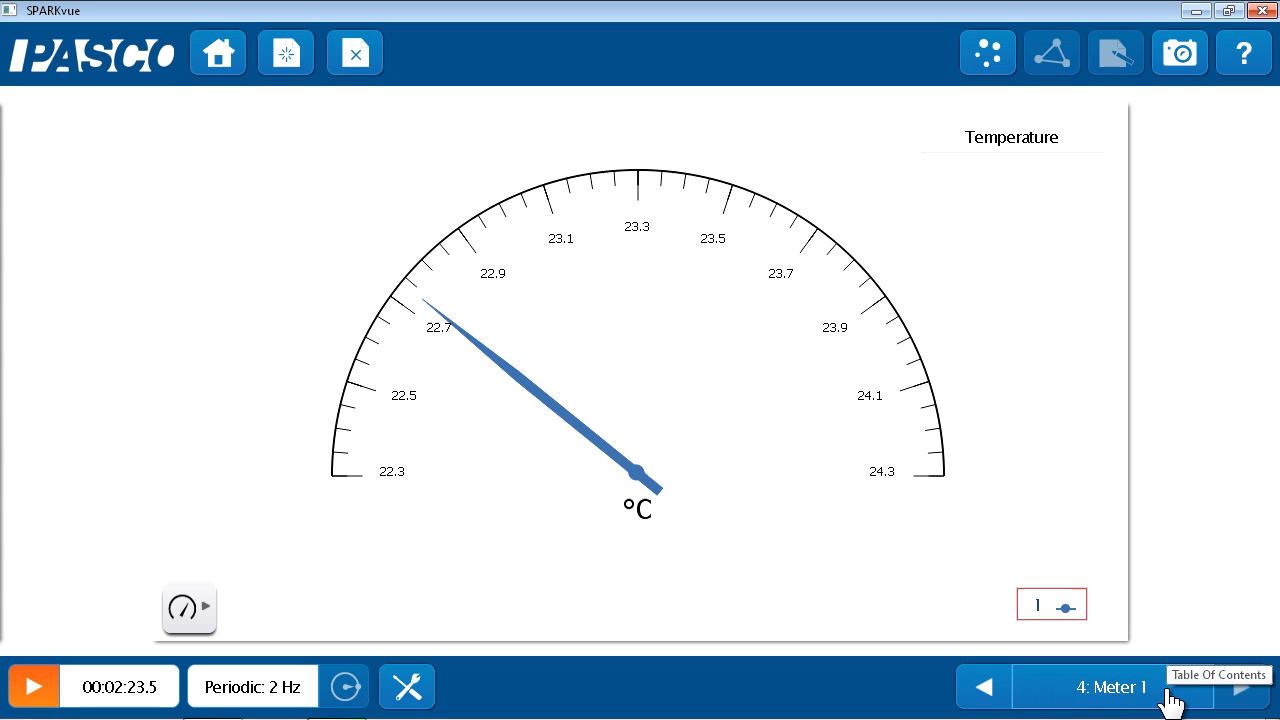 SPARKvue
PASCO
?
Temperature
22.3
22.5
22.7
22.9
23.1
23.3
23.5
23.7
23.9
24.1
24.3
°C
1
00:02:23.5
Periodic: 2 Hz
4: Meter 1
Table Of Contents